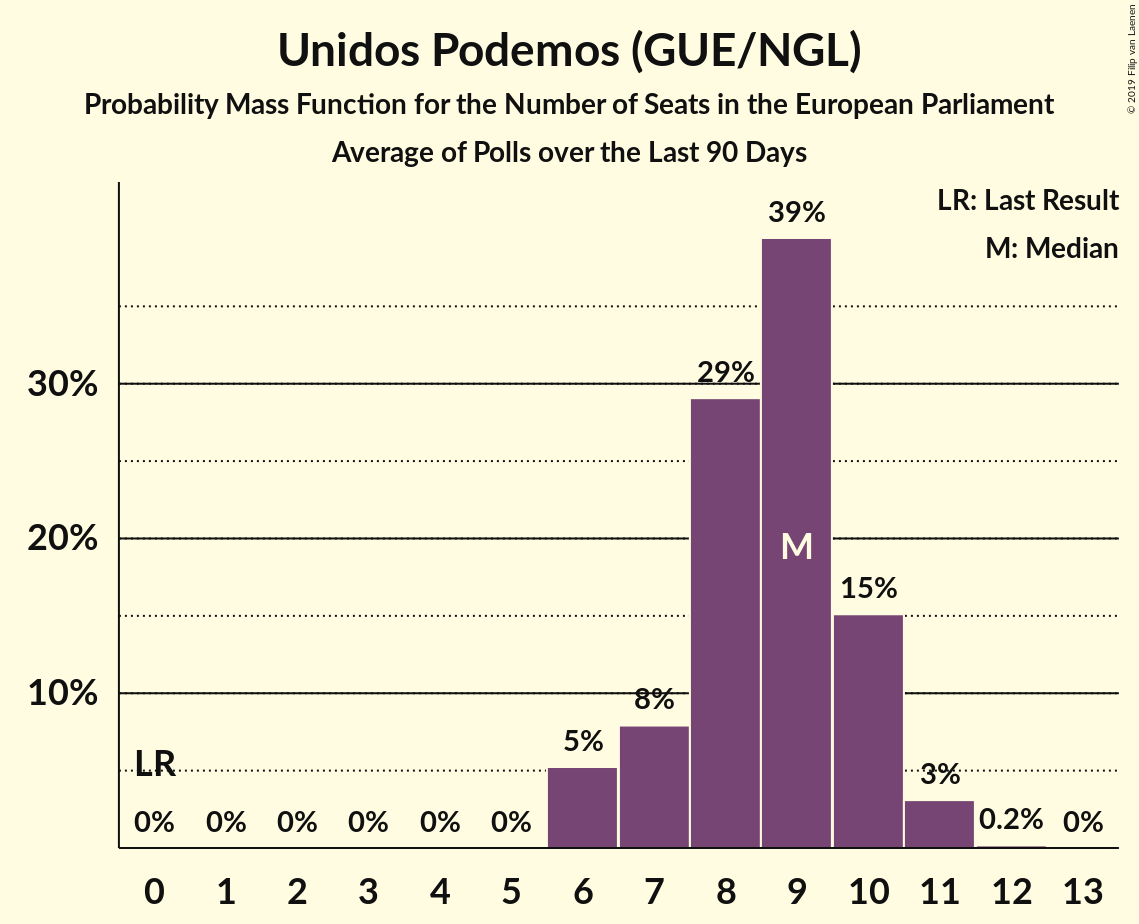 Unidos Podemos (GUE/NGL)
Probability Mass Function for the Number of Seats in the European Parliament
Average of Polls over the Last 90 Days
© 2019 Filip van Laenen
LR: Last Result
M: Median
39%
29%
30%
M
20%
15%
10%
8%
5%
3%
LR
0% 0% 0% 0% 0% 0% 0.2% 0%
0 1 2 3 4 5 6 7 8 9 10 11 12 13